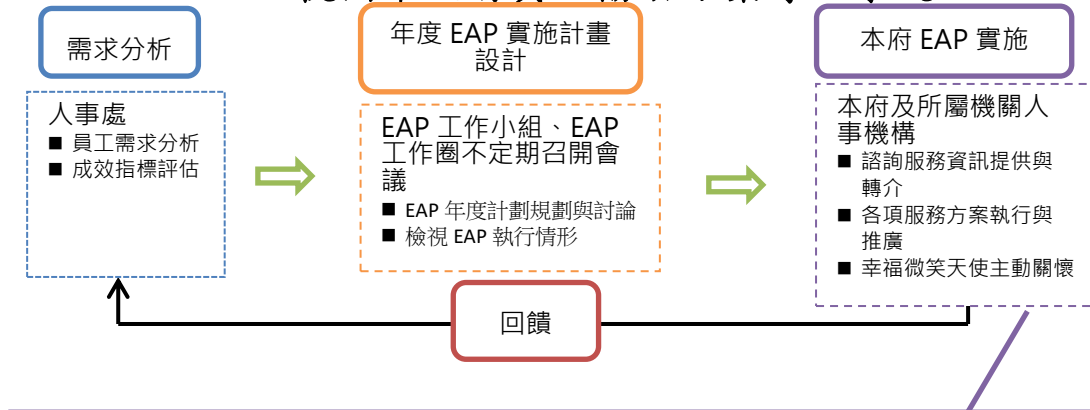 需求分析
人事處
■ 員工需求分析
■ 成效指標評估
年度 EAP 實施計畫
設計
EAP 工作小組、EAP
工作圈不定期召開會
議
■ EAP 年度計劃規劃與討論
■ 檢視 EAP 執行情形
本府 EAP 實施
本府及所屬機關人
事機構
■ 諮詢服務資訊提供與
轉介
■ 各項服務方案執行與
推廣
■ 幸福微笑天使主動關懷
回饋